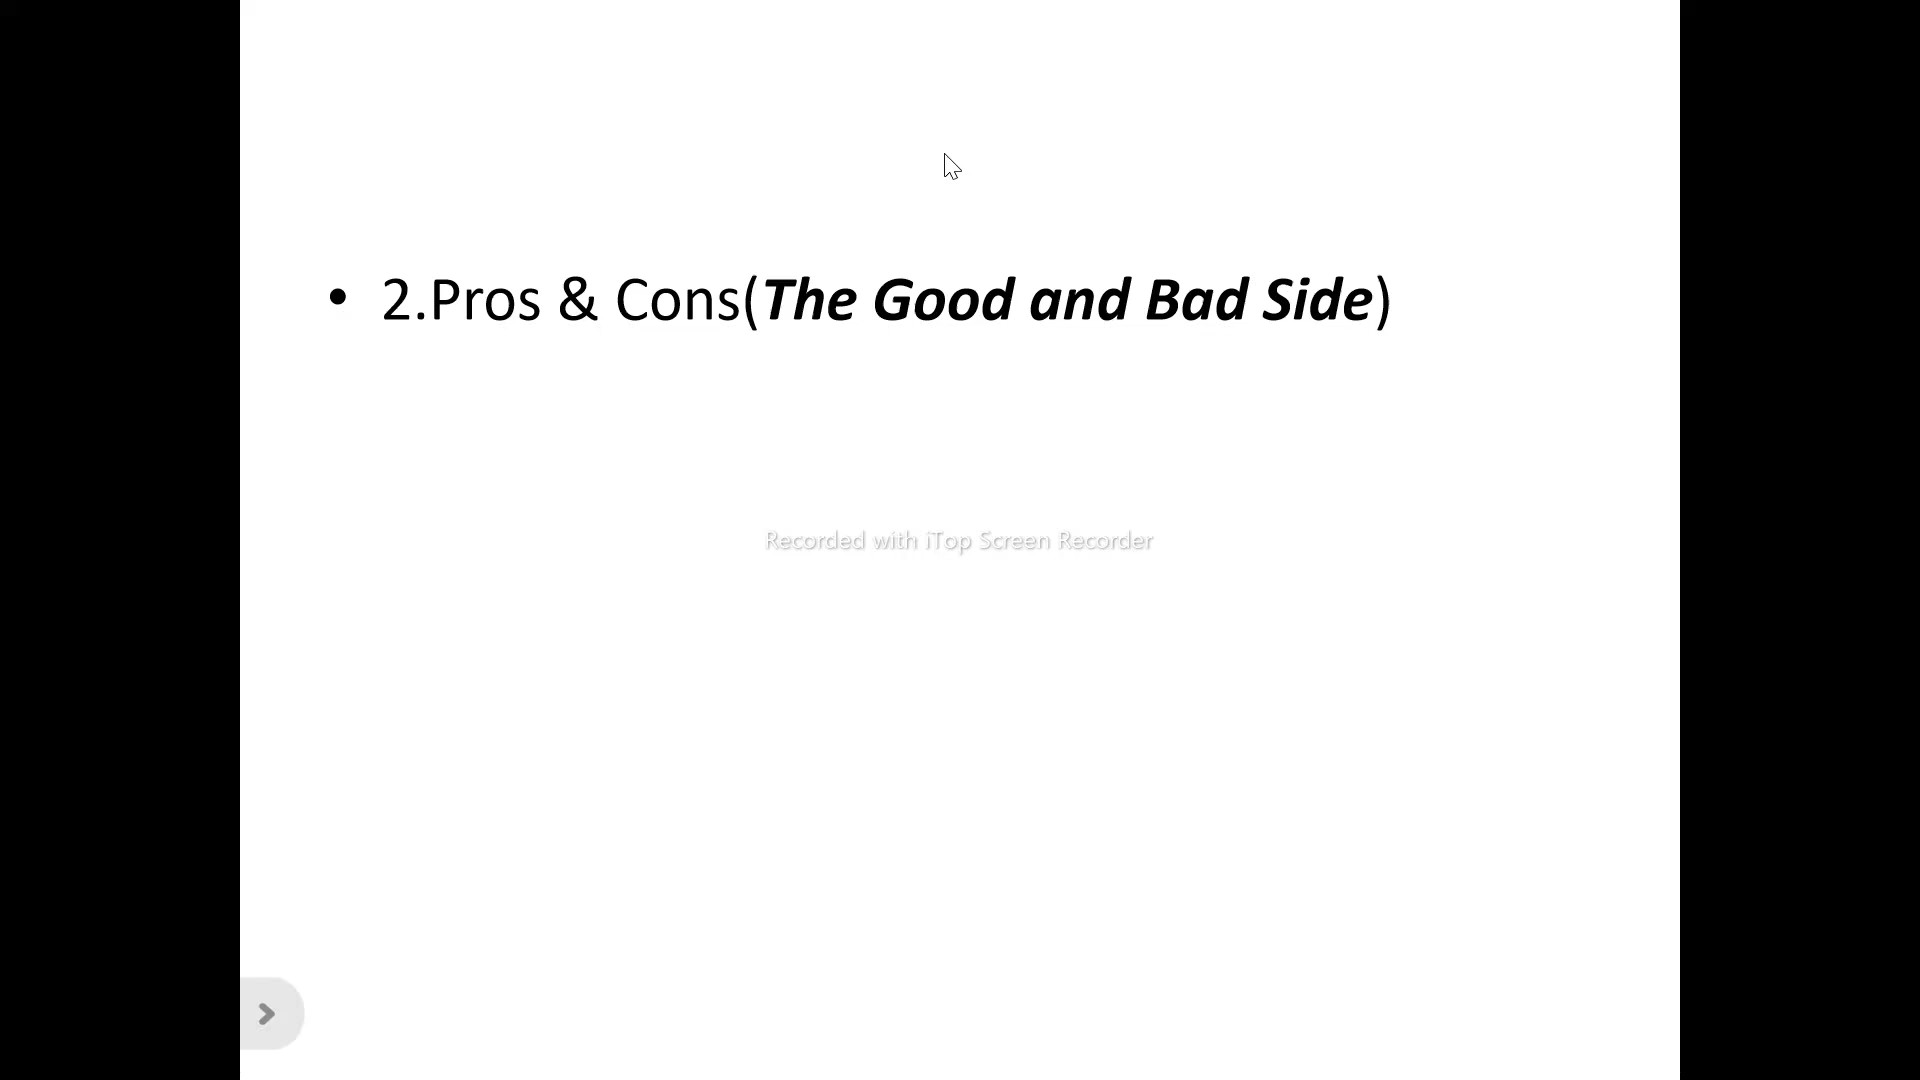 • 2.Pros & Cons(The Good and Bad Side)
Recorded with iTop Screen Recorder